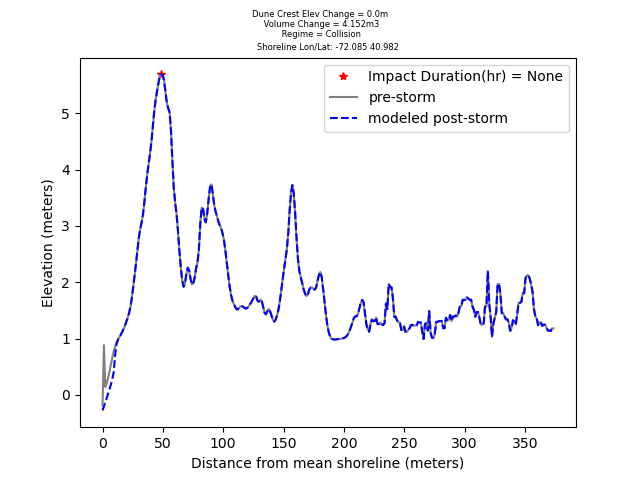 Dune Crest Elev Change = 0.0m
Volume Change = 4.152m3
Regime = Collision
Shoreline Lon/Lat: -72.085 40.982
Impact Duration(hr) = None
pre-storm
modeled post-storm
Elevation (meters)
5
4
3
2
1
0
0 50 100 150 200 250 300 350
Distance from mean shoreline (meters)